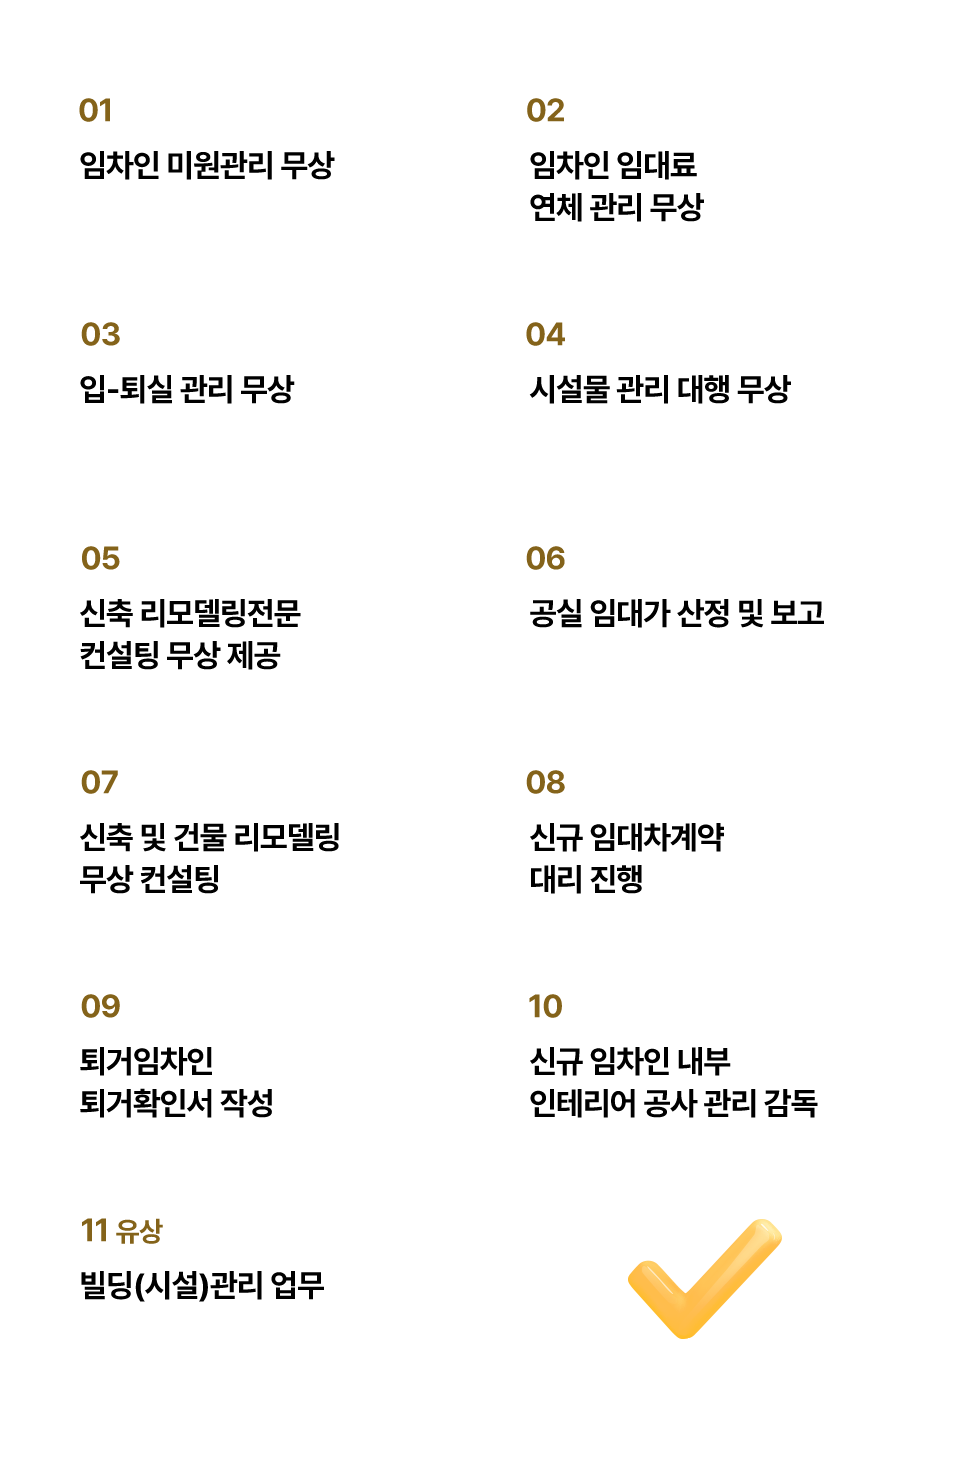 01
임차인 미원관리 무상
02
임차인 임대료
연체 관리 무상
03
입-퇴실 관리 무상
04
시설물 관리 대행 무상
05
신축 리모델링전문
컨설팅 무상 제공
06
공실 임대가 산정 및 보고
07
신축 및 건물 리모델링
무상 컨설팅
08
신규 임대차계약
대리 진행
09
퇴거임차인
퇴거확인서 작성
10
신규 임차인 내부
인테리어 공사 관리 감독
11 유상
빌딩(시설)관리 업무